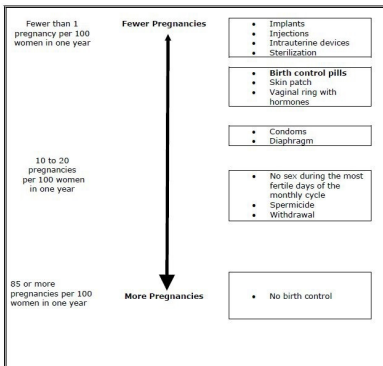 Fewer than 1
pregnancy per 100
women in one year
Fewer Pregnancies
• Implants
• Injections
• Intrauterine devices
• Sterilization
• Birth control pills
• Skin patch
• Vaginal ring with
hormones
• Condoms
• Diaphragm
10 to 20
pregnancies
per 100 women
in one year
• No sex during the most
fertile days of the
monthly cycle
• Spermicide
• Withdrawal
85 or more
pregnancies per 100
women in one year
More Pregnancies
• No birth control